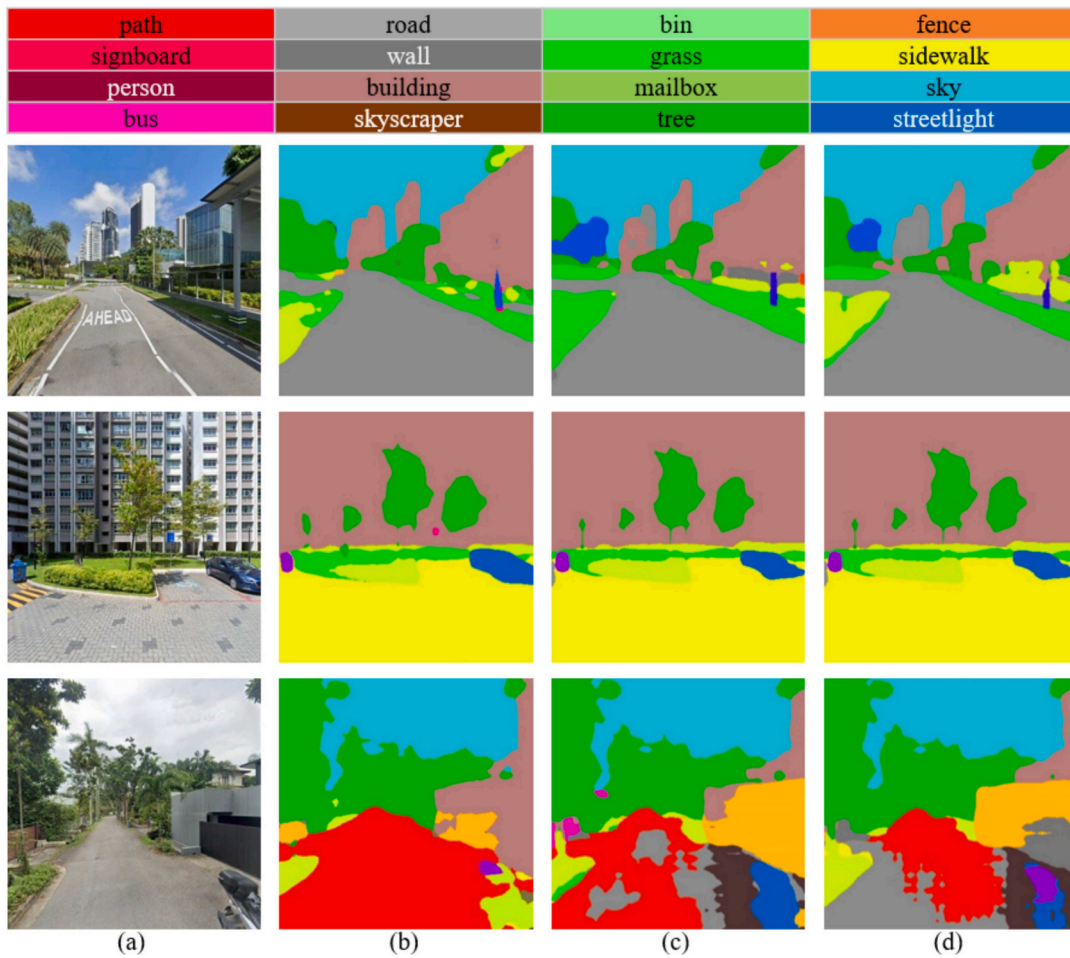 path road bin fence
signboard wall grass sidewalk
person building mailbox sky
bus skyscraper tree streetlight
AHEAD
(a) (b) (c) (d)